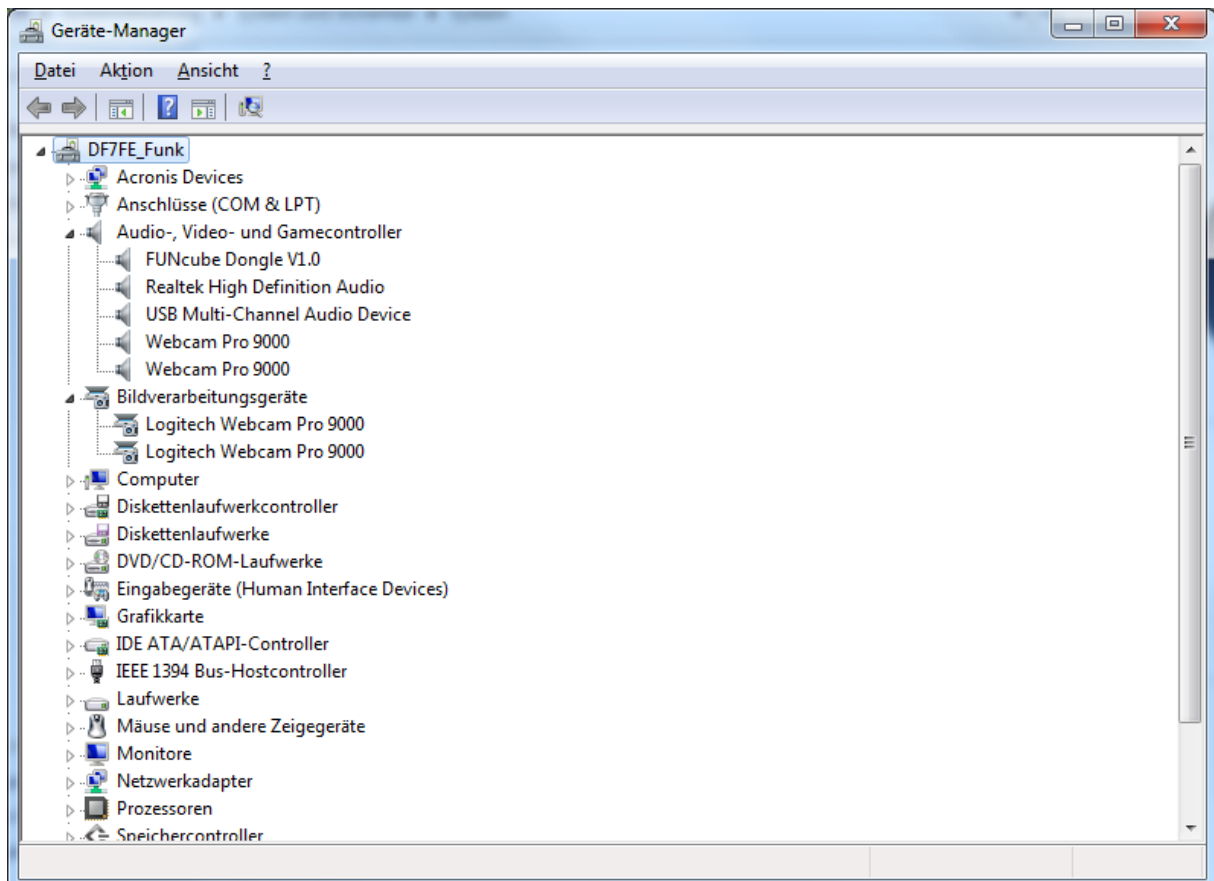 Geräte-Manager
Datei Aktion Ansicht ?
DF7FE_Funk
Acronis Devices
Anschlüsse (COM & LPT)
Audio-, Video- und Gamecontroller
FUNcube Dongle V1.0
Realtek High Definition Audio
USB Multi-Channel Audio Device
Webcam Pro 9000
Webcam Pro 9000
Bildverarbeitungsgeräte
Logitech Webcam Pro 9000
Logitech Webcam Pro 9000
Computer
Diskettenlaufwerkcontroller
Diskettenlaufwerke
DVD/CD-ROM-Laufwerke
Eingabegeräte (Human Interface Devices)
Grafikkarte
IDE ATA/ATAPI-Controller
IEEE 1394 Bus-Hostcontroller
Laufwerke
Mäuse und andere Zeigegeräte
Monitore
Netzwerkadapter
Prozessoren
Speichercontroller